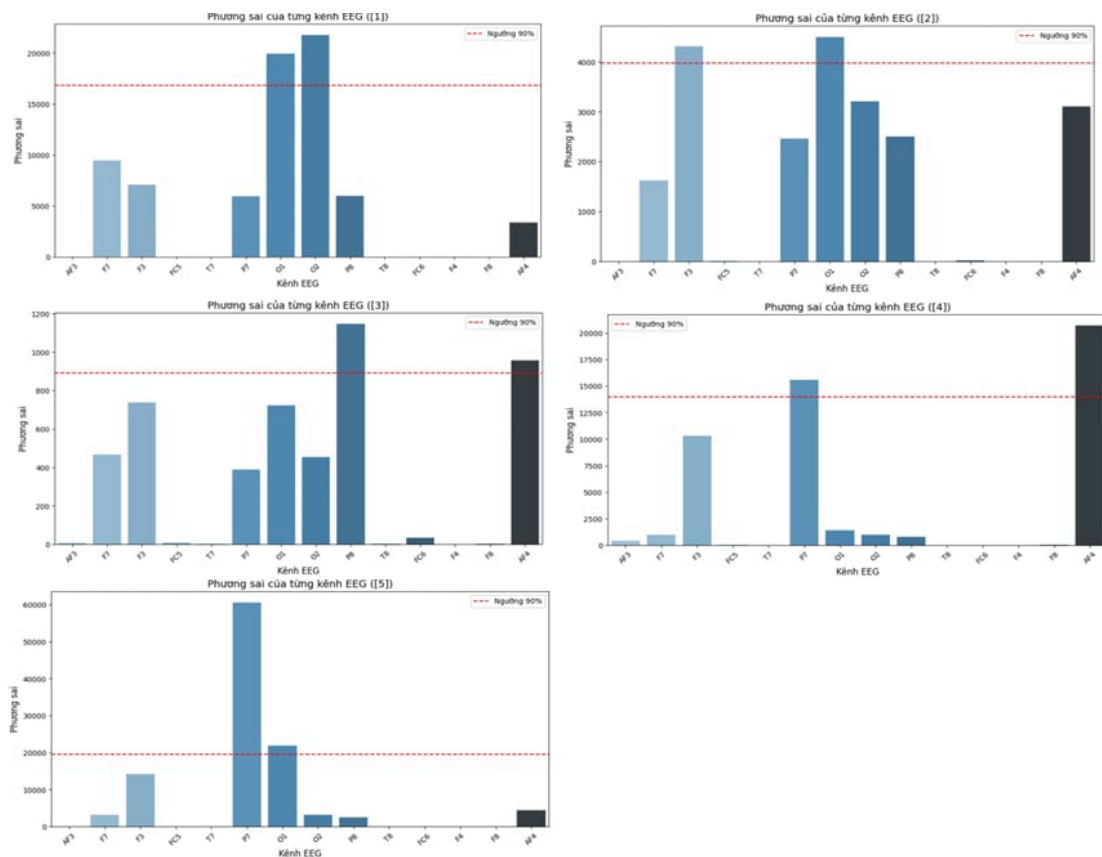 Phương sai của từng kênh EEG ([1])
Ngưỡng 90%
Phương sai
20000
15000
10000
5000
0
AF3 F7 F3 FC5 T7 P7 O1 O2 P8 T8 FC6 F4 F8 AF4
Kênh EEG
Phương sai của từng kênh EEG ([2])
Ngưỡng 90%
Phương sai
4000
3000
2000
1000
0
AF3 F7 F3 FC5 T7 P7 O1 O2 P8 T8 FC6 F4 F8 AF4
Kênh EEG
Phương sai của từng kênh EEG ([3])
Ngưỡng 90%
Phương sai
1200
1000
800
600
400
200
0
AF3 F7 F3 FC5 T7 P7 O1 O2 P8 T8 FC6 F4 F8 AF4
Kênh EEG
Phương sai của từng kênh EEG ([4])
Ngưỡng 90%
Phương sai
20000
17500
15000
12500
10000
7500
5000
2500
0
AF3 F7 F3 FC5 T7 P7 O1 O2 P8 T8 FC6 F4 F8 AF4
Kênh EEG
Phương sai của từng kênh EEG ([5])
Ngưỡng 90%
Phương sai
60000
50000
40000
30000
20000
10000
0
AF3 F7 F3 FC5 T7 P7 O1 O2 P8 T8 FC6 F4 F8 AF4
Kênh EEG